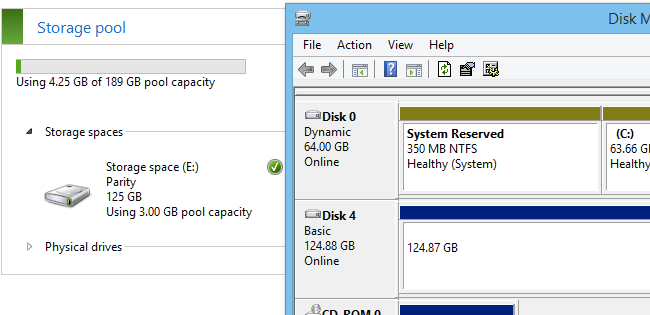 Storage pool
Using 4.25 GB of 189 GB pool capacity
Storage spaces
Storage space (E:)
Parity
125 GB
Using 3.00 GB pool capacity
Physical drives
Disk M
File Action View Help
Disk 0
Dynamic
64.00 GB
Online
System Reserved
350 MB NTFS
Healthy (System)
(C:)
63.66 G
Healthy
Disk 4
Basic
124.88 GB
Online
124.87 GB
CD-ROM 0